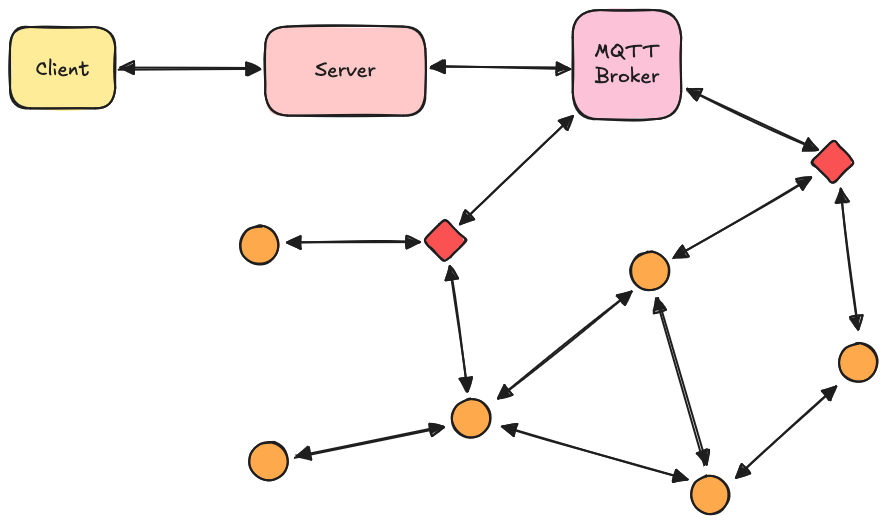 Client
Server
MQTT
Broker